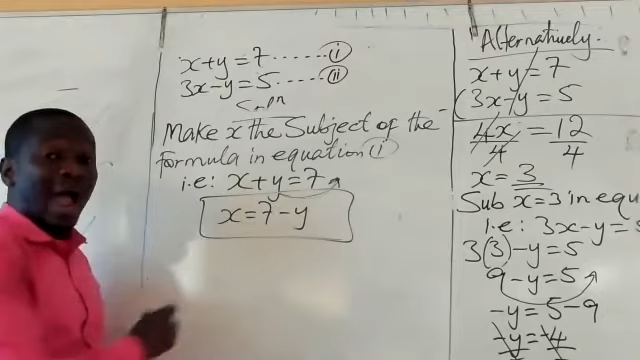 x+y=7 ...... (i)
3x-y=5 ..... (ii)
Make x the Subject of the
formula in equation (i)
i.e: x+y=7
x=7-y
Alternatively.
x+y=7
(3x-y=5
4x/4 = 12/4
x=3
Sub x=3 in equ
i.e: 3x-y=5
3(3)-y=5
9-y=5
-y=5-9
-y=-4